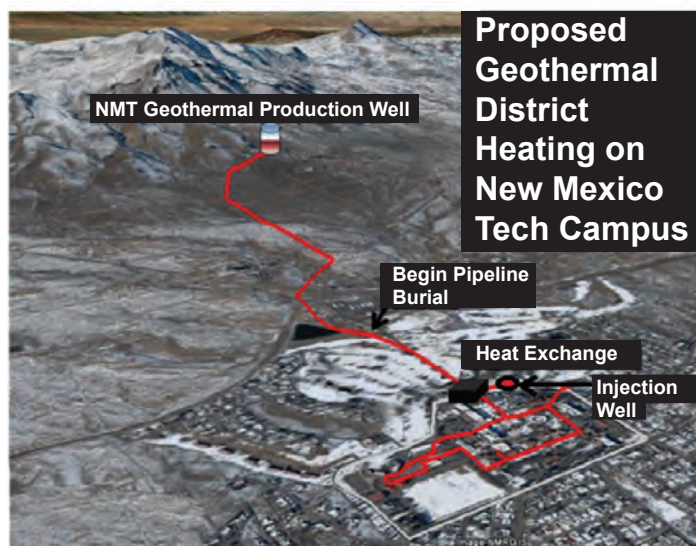 Proposed
Geothermal
District
Heating on
New Mexico
Tech Campus
NMT Geothermal Production Well
Begin Pipeline
Burial
Heat Exchange
Injection
Well